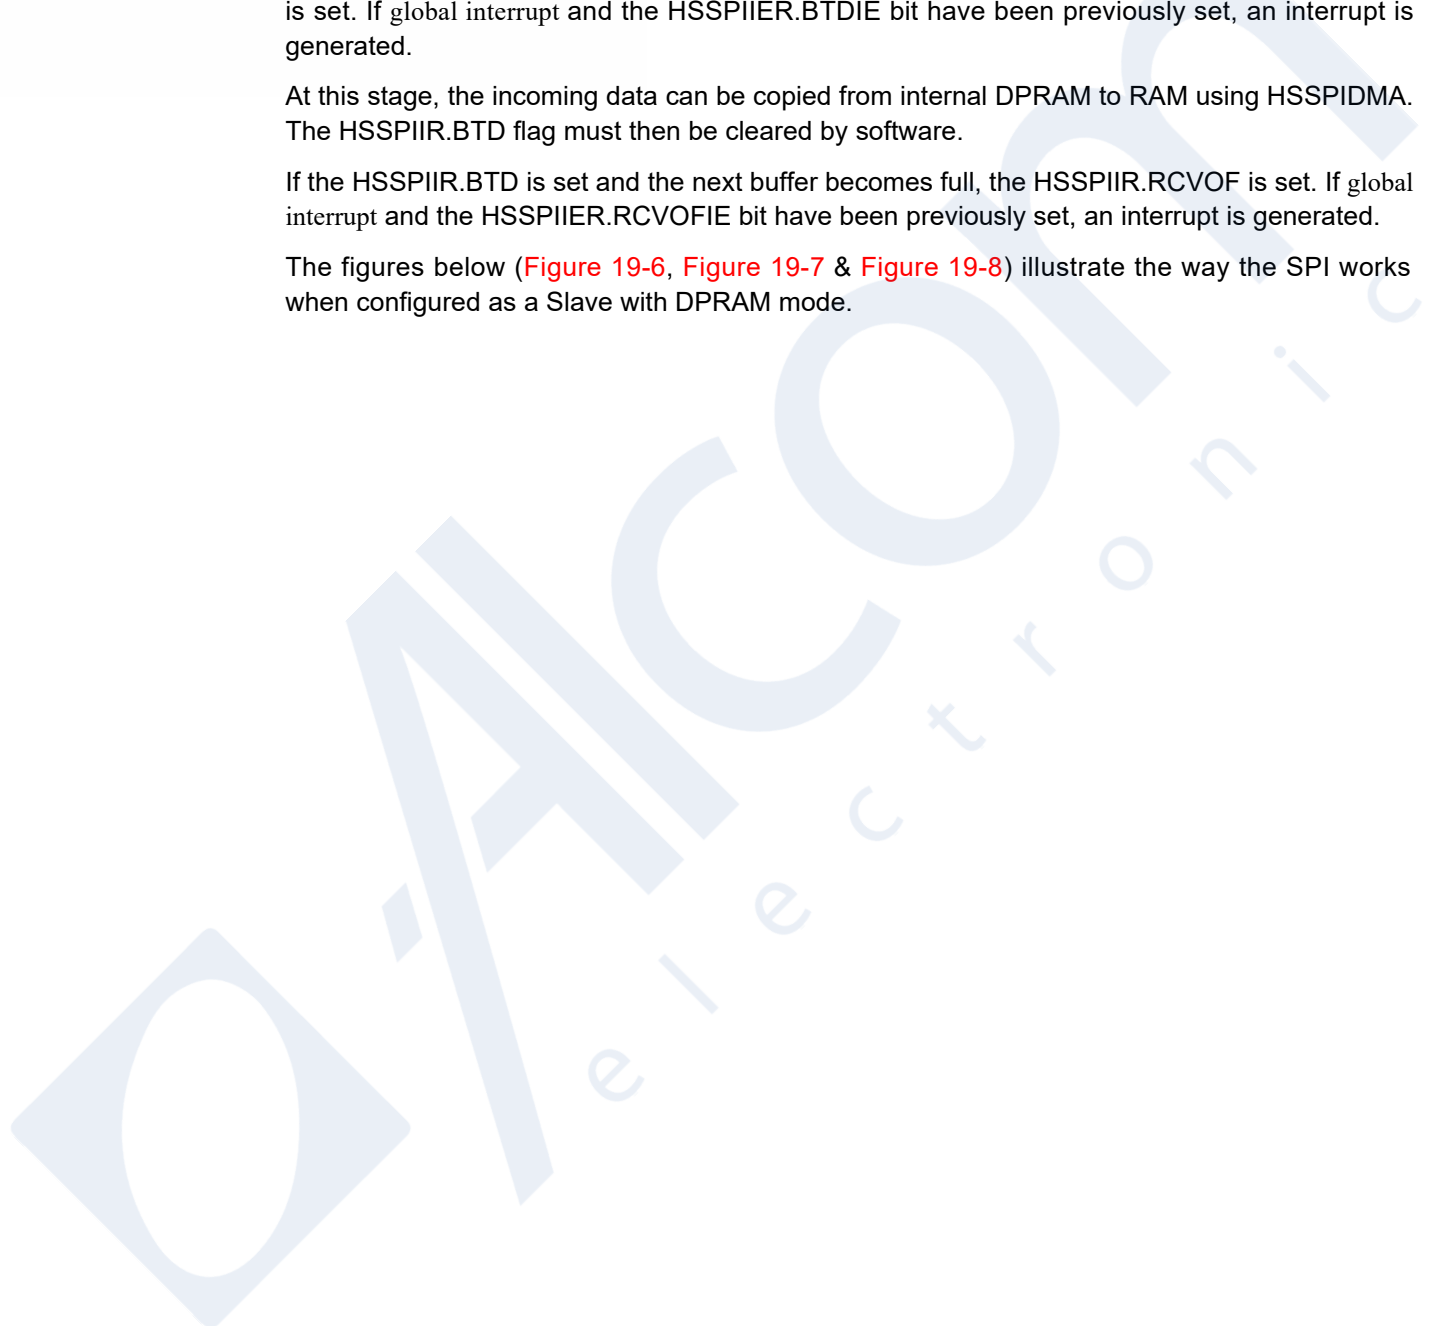 is set. If global interrupt and the HSSPIIER.BTDIE bit have been previously set, an interrupt is
generated.
At this stage, the incoming data can be copied from internal DPRAM to RAM using HSSPIDMA.
The HSSPIIR.BTD flag must then be cleared by software.
If the HSSPIIR.BTD is set and the next buffer becomes full, the HSSPIIR.RCVOF is set. If global
interrupt and the HSSPIIER.RCVOFIE bit have been previously set, an interrupt is generated.
The figures below (Figure 19-6, Figure 19-7 & Figure 19-8) illustrate the way the SPI works
when configured as a Slave with DPRAM mode.
Alcom
electronic